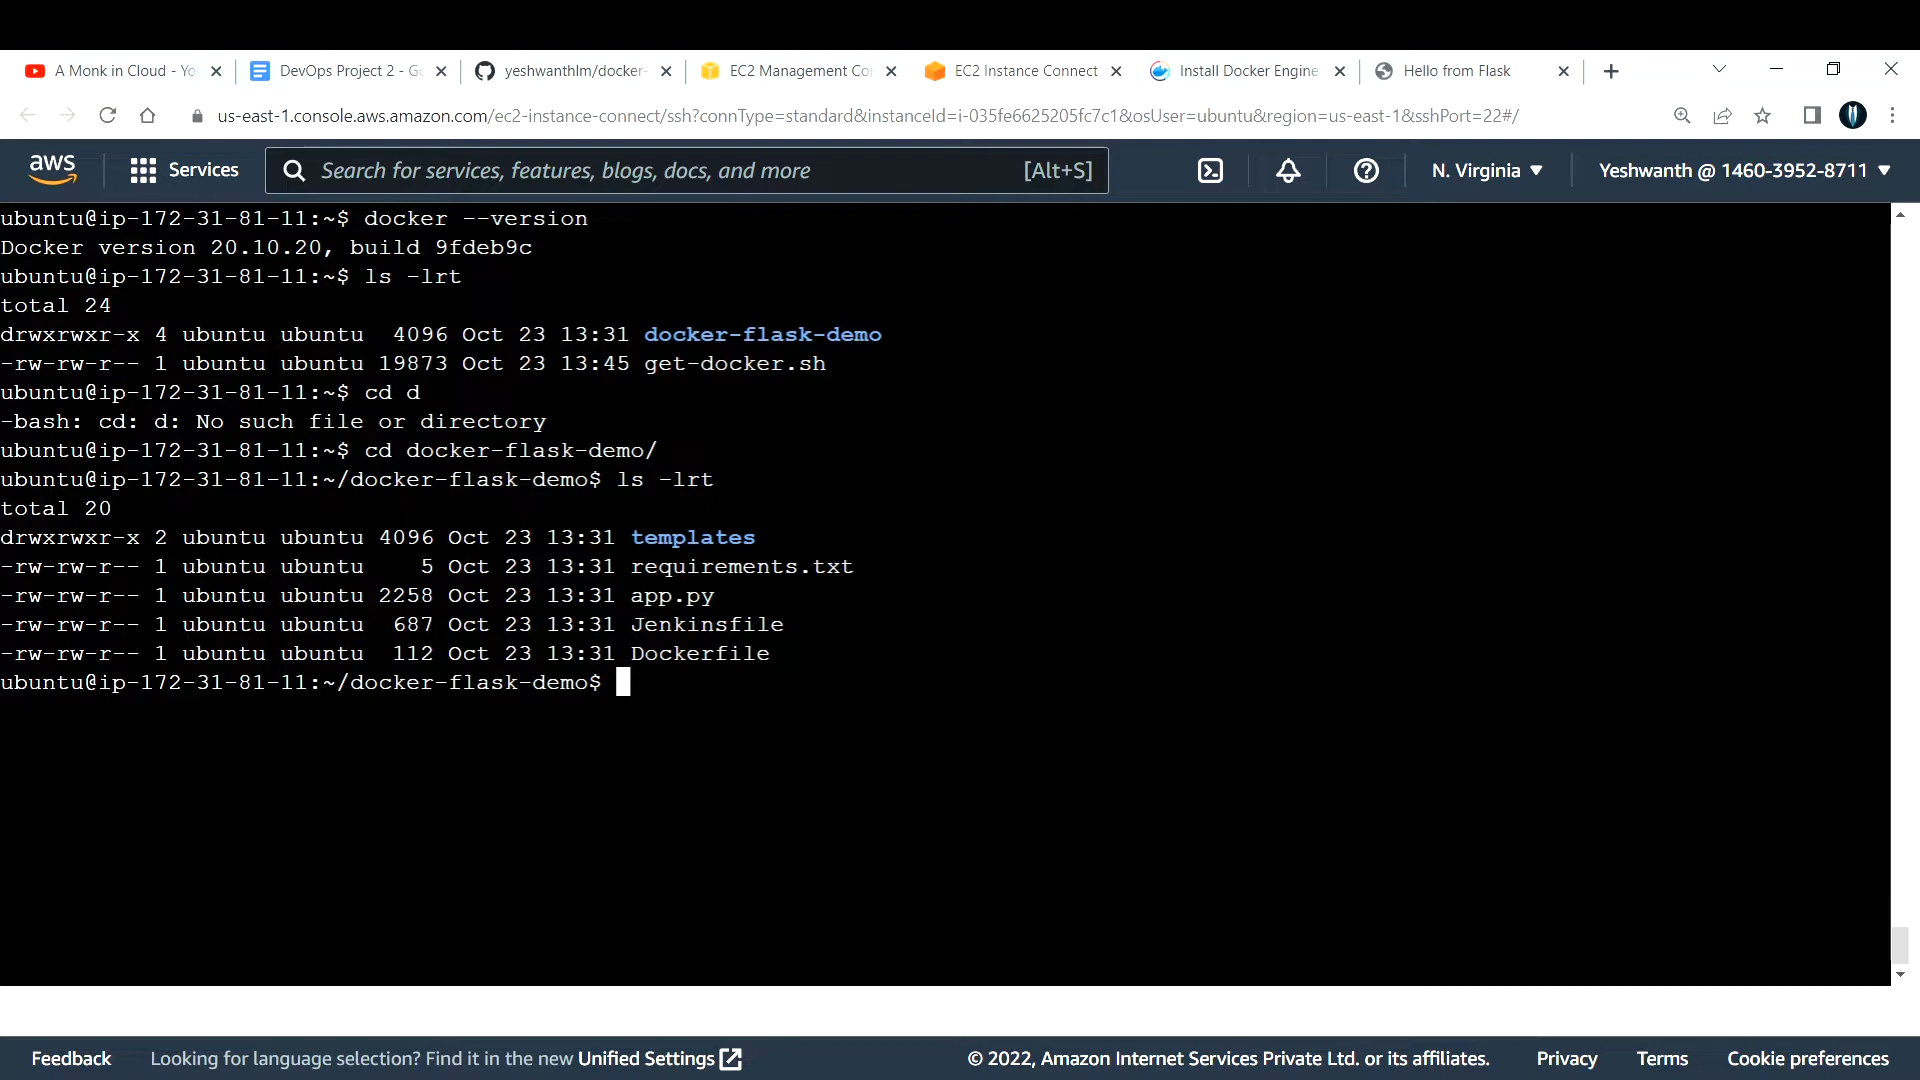 A Monk in Cloud - Yo
DevOps Project 2 - Go
yeshwanthlm/docker-
EC2 Management Co
EC2 Instance Connect
Install Docker Engine
Hello from Flask
us-east-1.console.aws.amazon.com/ec2-instance-connect/ssh?connType=standard&instanceId=i-035fe6625205fc7c1&osUser=ubuntu&region=us-east-1&sshPort=22#/
aws
Services
Search for services, features, blogs, docs, and more
[Alt+S]
N. Virginia
Yeshwanth @ 1460-3952-8711
ubuntu@ip-172-31-81-11:~$ docker --version
Docker version 20.10.20, build 9fdeb9c
ubuntu@ip-172-31-81-11:~$ ls -lrt
total 24
drwxrwxr-x 4 ubuntu ubuntu  4096 Oct 23 13:31 docker-flask-demo
-rw-rw-r-- 1 ubuntu ubuntu 19873 Oct 23 13:45 get-docker.sh
ubuntu@ip-172-31-81-11:~$ cd d
-bash: cd: d: No such file or directory
ubuntu@ip-172-31-81-11:~$ cd docker-flask-demo/
ubuntu@ip-172-31-81-11:~/docker-flask-demo$ ls -lrt
total 20
drwxrwxr-x 2 ubuntu ubuntu 4096 Oct 23 13:31 templates
-rw-rw-r-- 1 ubuntu ubuntu    5 Oct 23 13:31 requirements.txt
-rw-rw-r-- 1 ubuntu ubuntu 2258 Oct 23 13:31 app.py
-rw-rw-r-- 1 ubuntu ubuntu  687 Oct 23 13:31 Jenkinsfile
-rw-rw-r-- 1 ubuntu ubuntu  112 Oct 23 13:31 Dockerfile
ubuntu@ip-172-31-81-11:~/docker-flask-demo$
Feedback
Looking for language selection? Find it in the new Unified Settings
© 2022, Amazon Internet Services Private Ltd. or its affiliates.
Privacy
Terms
Cookie preferences